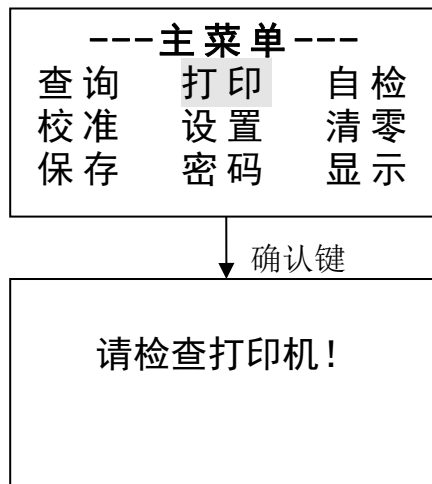 ---主菜单---
查询 打印 自检
校准 设置 清零
保存 密码 显示
确认键
请检查打印机!